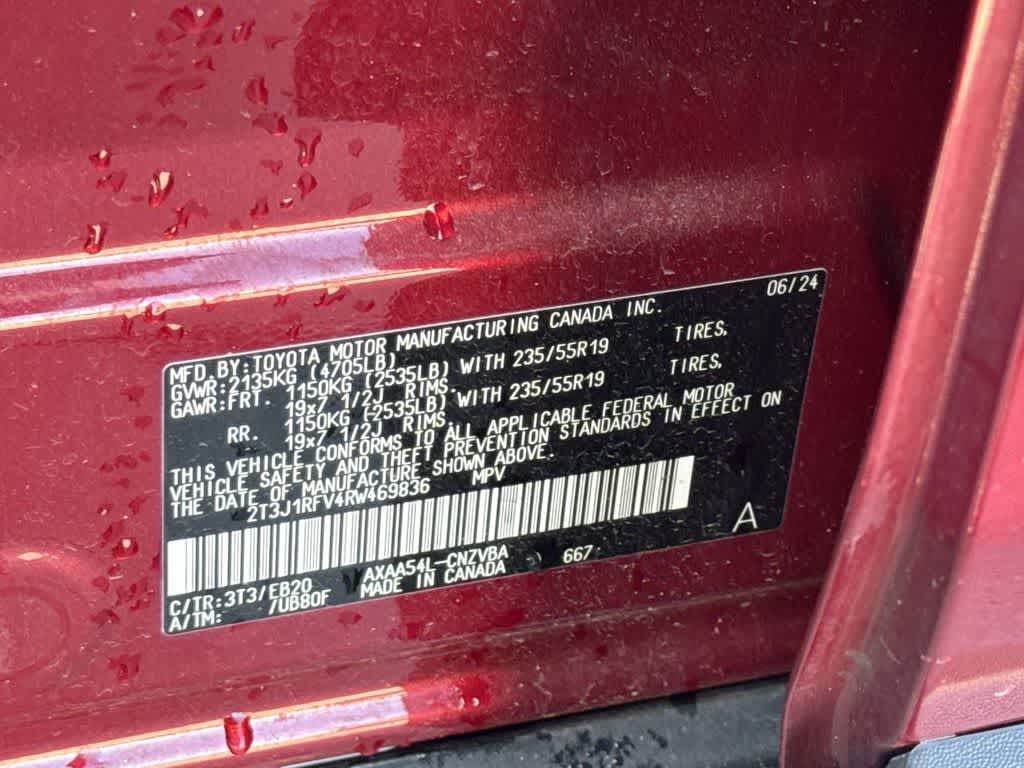 06/24
MFD.BY:TOYOTA MOTOR MANUFACTURING CANADA INC.
GVWR:2135KG (4705LB)
GAWR:FRT. 1150KG (2535LB) WITH 235/55R19 TIRES,
19x7 1/2J RIMS.
RR. 1150KG (2535LB) WITH 235/55R19 TIRES,
19x7 1/2J RIMS.
THIS VEHICLE CONFORMS TO ALL APPLICABLE FEDERAL MOTOR
VEHICLE SAFETY AND THEFT PREVENTION STANDARDS IN EFFECT ON
THE DATE OF MANUFACTURE SHOWN ABOVE.
2T3J1RFV4RW469836 MPV
A
C/TR:3T3/EB20 AXAA54L-CNZVBA 667
A/TM: /UB80F MADE IN CANADA